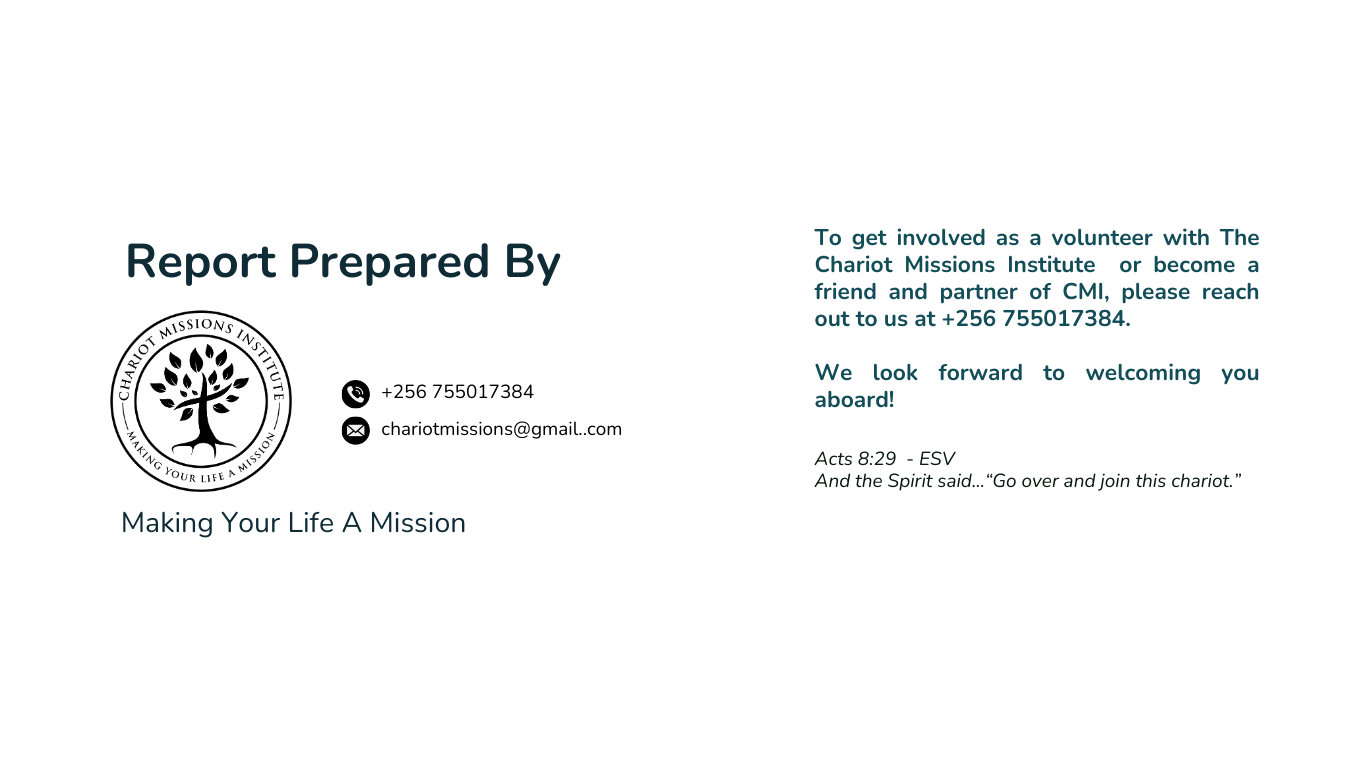 Report Prepared By
CHARIOT MISSIONS INSTITUTE
MAKING YOUR LIFE A MISSION
+256 755017384
chariotmissions@gmail..com
Making Your Life A Mission
To get involved as a volunteer with The
Chariot Missions Institute  or become a
friend and partner of CMI, please reach
out to us at +256 755017384.
We look forward to welcoming you
aboard!
Acts 8:29  - ESV
And the Spirit said...“Go over and join this chariot.”